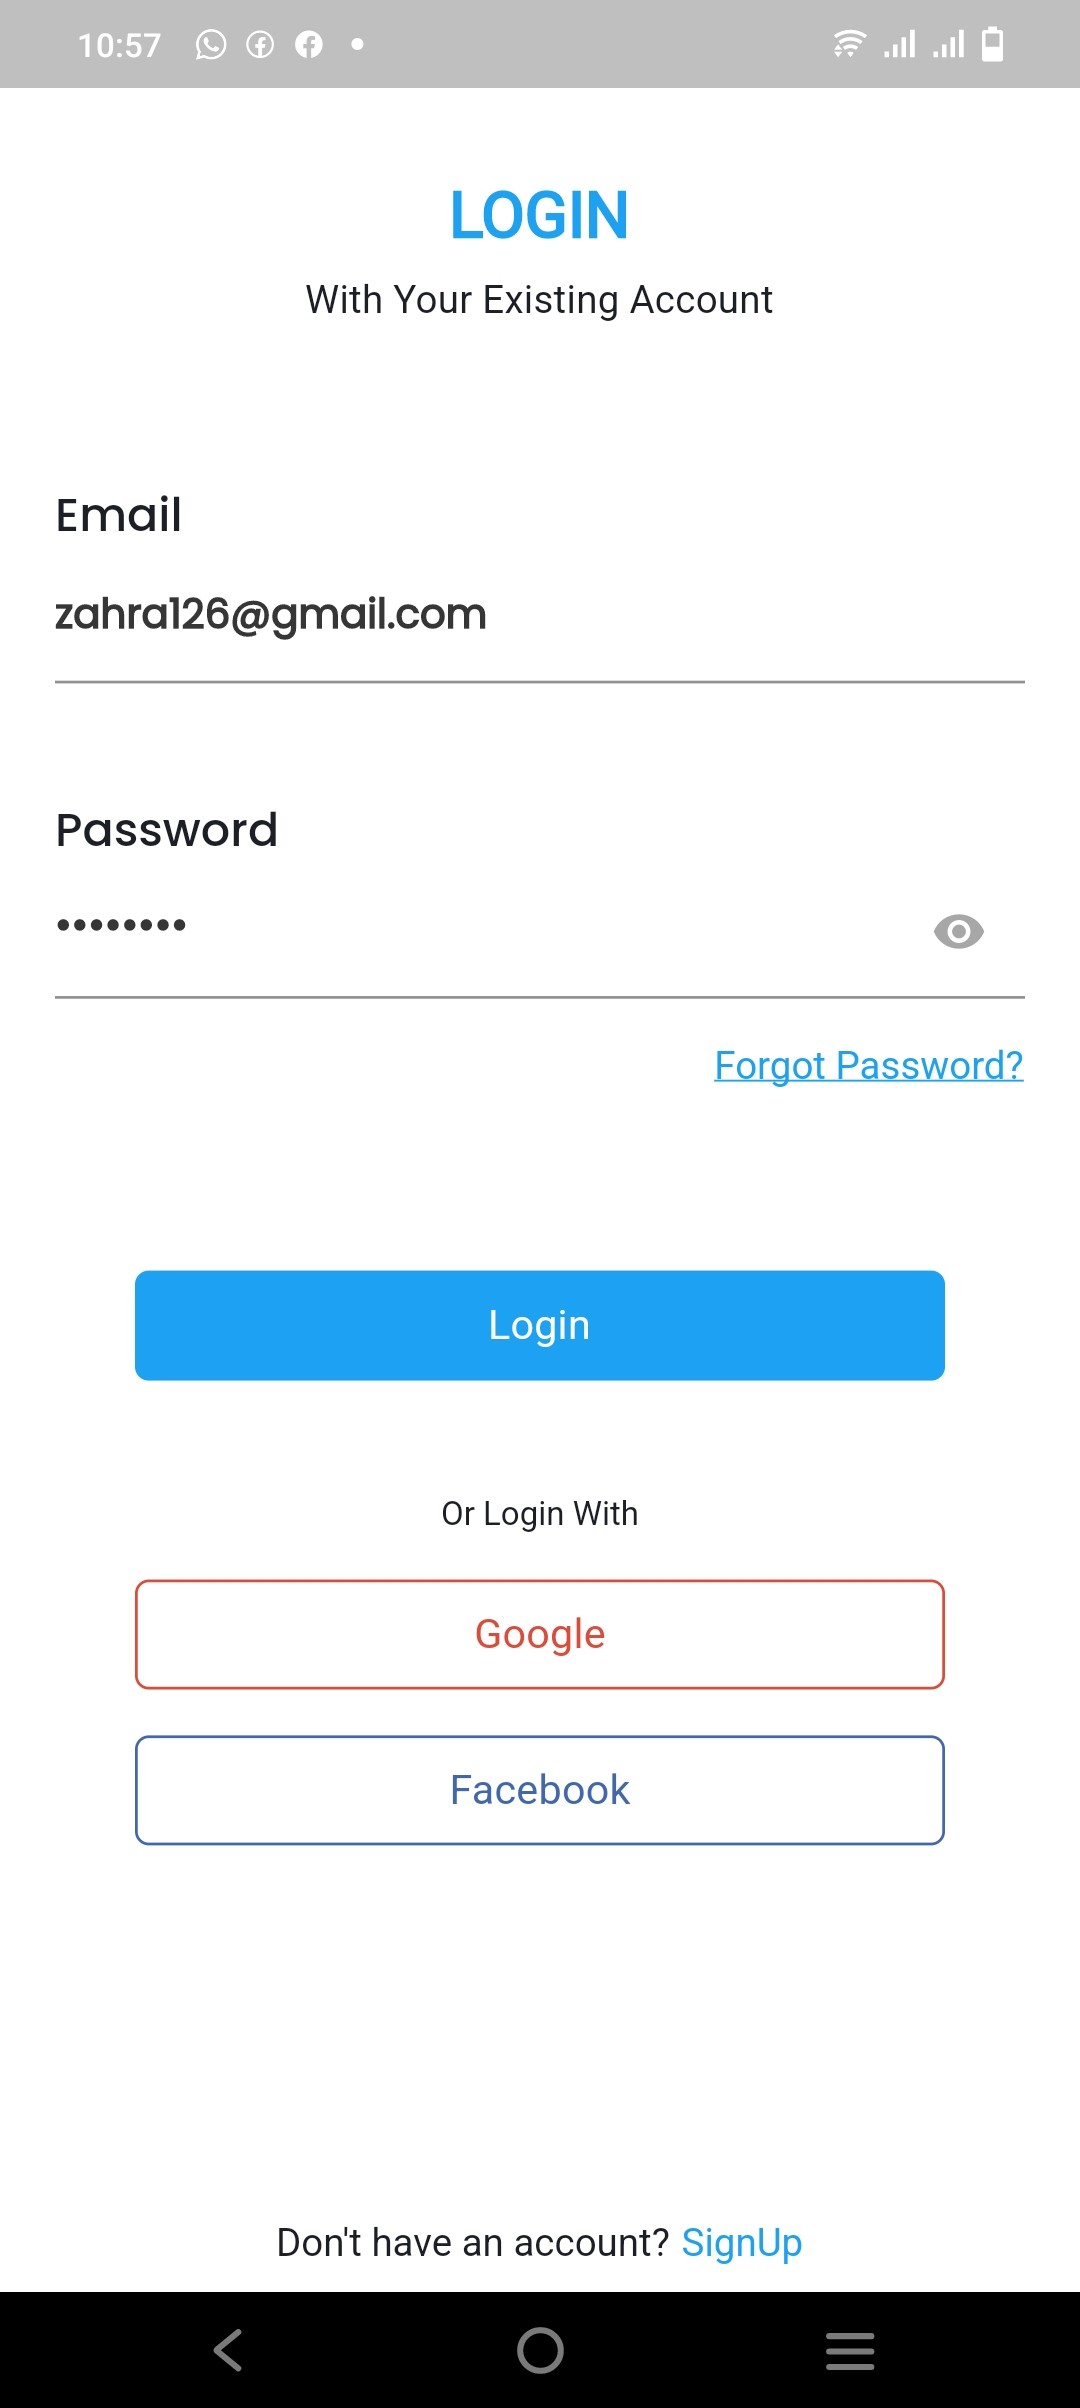 10:57
LOGIN
With Your Existing Account
Email
zahra126@gmail.com
Password
••••••••
Forgot Password?
Login
Or Login With
Google
Facebook
Don't have an account? SignUp